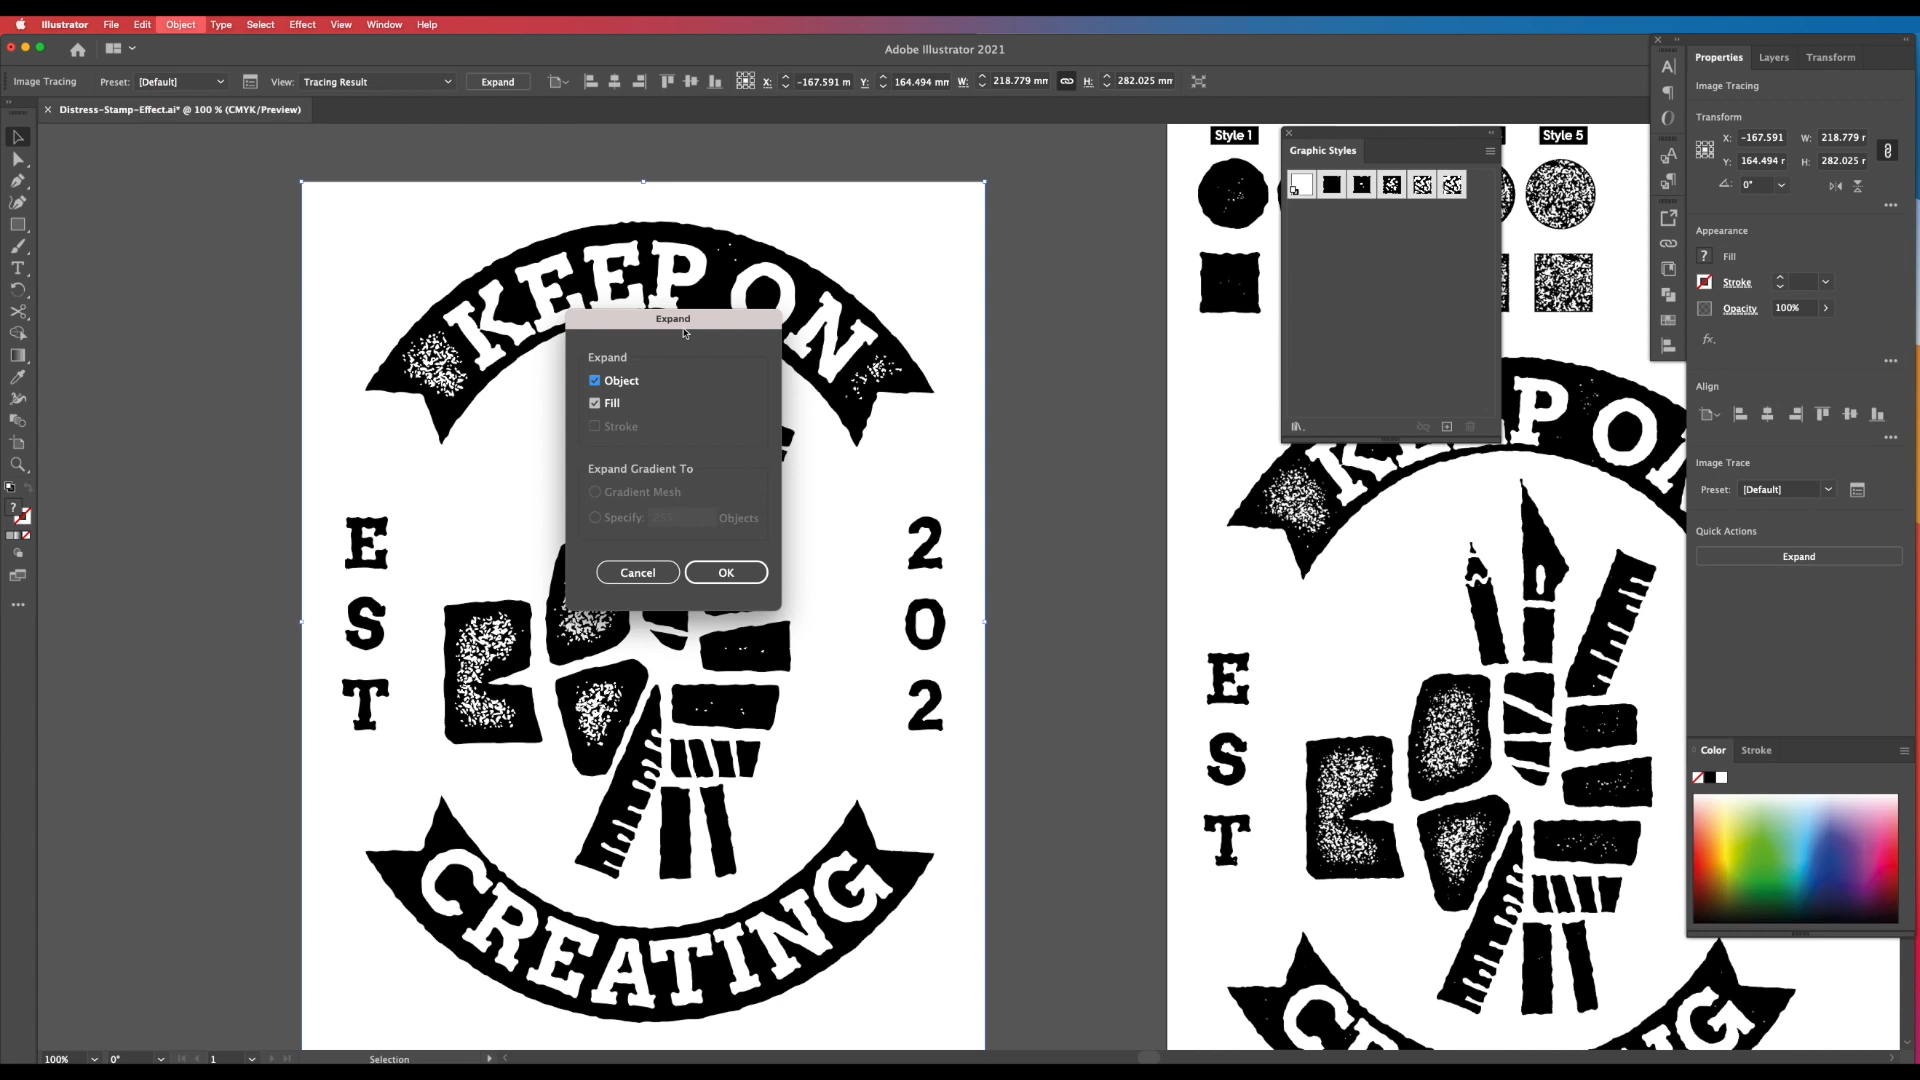 Illustrator File Edit Object Type Select Effect View Window Help
Adobe Illustrator 2021
Image Tracing Preset: [Default] View: Tracing Result Expand X: -167.591 m Y: 164.494 mm W: 218.779 mm H: 282.025 mm
× Distress-Stamp-Effect.ai* @ 100 % (CMYK/Preview)
Properties Layers Transform
Image Tracing
Transform
X: -167.591 W: 218.779 r
Y: 164.494 r H: 282.025 r
0°
Appearance
? Fill
Stroke
Opacity 100%
fx.
Align
Image Trace
Preset: [Default]
Quick Actions
Expand
Color Stroke
Style 1
Style 5
Graphic Styles
KEEP ON
Expand
Expand
Object
Fill
Stroke
Expand Gradient To
Gradient Mesh
Specify: 255 Objects
Cancel OK
E
S
T
2
0
2
CREATING
P ON
E
S
T
100% 0° 1 Selection